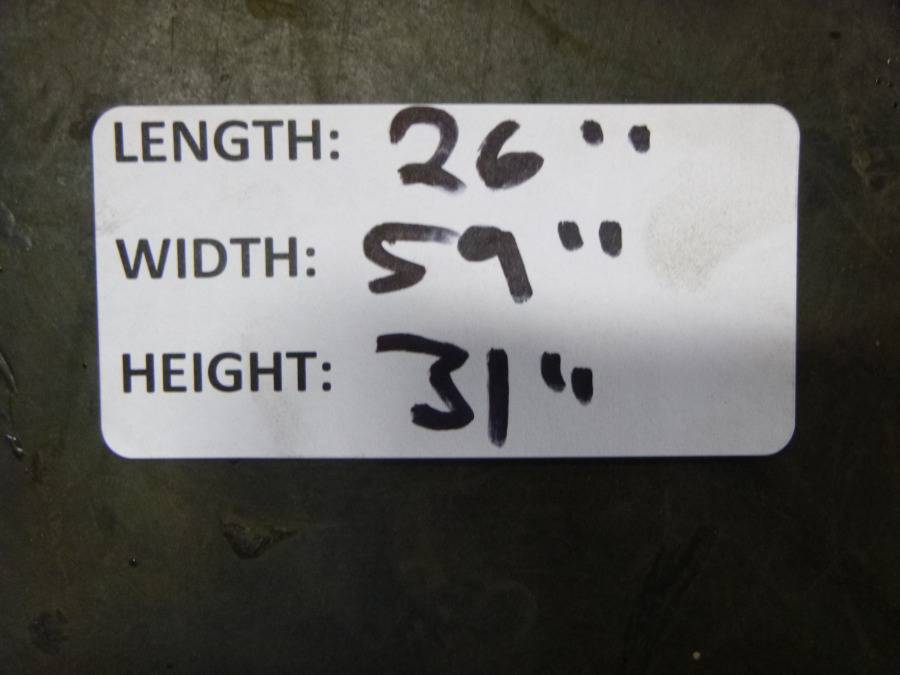 LENGTH: 26"
WIDTH: 59"
HEIGHT: 31"